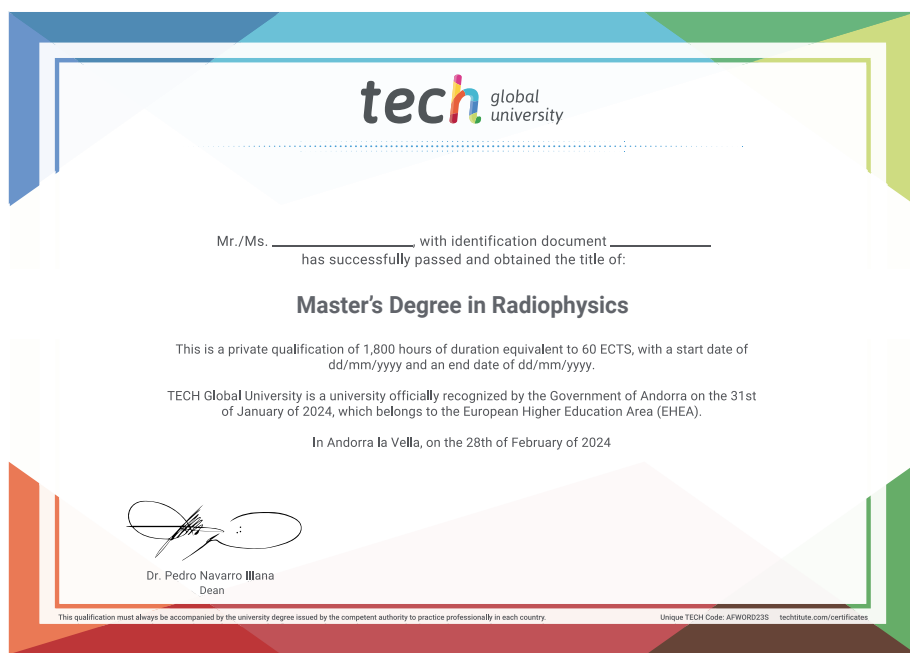 tech global
university
Mr./Ms. ____________, with identification document ____________
has successfully passed and obtained the title of:
Master's Degree in Radiophysics
This is a private qualification of 1,800 hours of duration equivalent to 60 ECTS, with a start date of
dd/mm/yyyy and an end date of dd/mm/yyyy.
TECH Global University is a university officially recognized by the Government of Andorra on the 31st
of January of 2024, which belongs to the European Higher Education Area (EHEA).
In Andorra la Vella, on the 28th of February of 2024
Dr. Pedro Navarro Illana
Dean
This qualification must always be accompanied by the university degree issued by the competent authority to practice professionally in each country.
Unique TECH Code: AFWORD23S techtitute.com/certificates